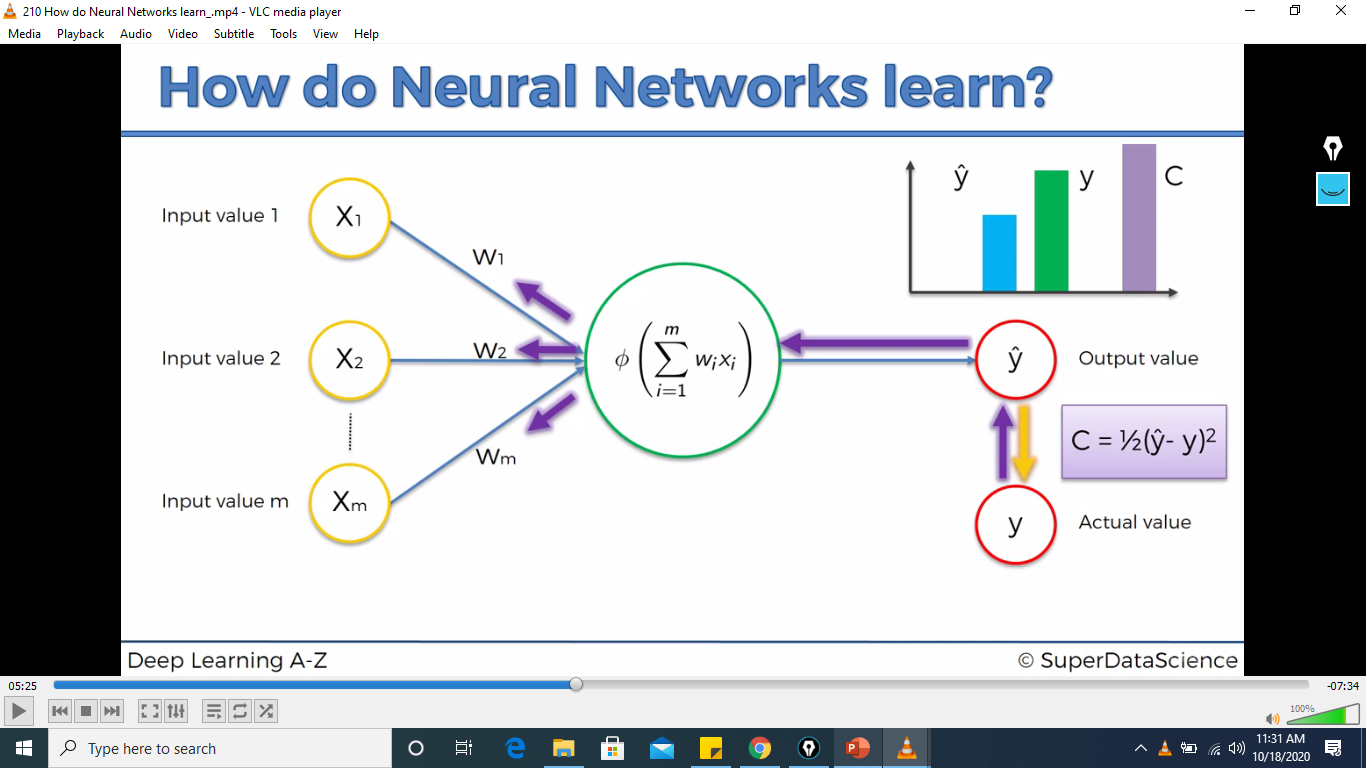 210 How do Neural Networks learn_.mp4 - VLC media player
Media Playback Audio Video Subtitle Tools View Help
How do Neural Networks learn?
ŷ y C
Input value 1 X1
W1
Input value 2 X2 W2
ϕ ( m ∑ i=1 wixi )
ŷ Output value
C = ½(ŷ- y)2
Wm
Input value m Xm
y Actual value
Deep Learning A-Z © SuperDataScience
05:25 -07:34
100%
Type here to search
11:31 AM
10/18/2020